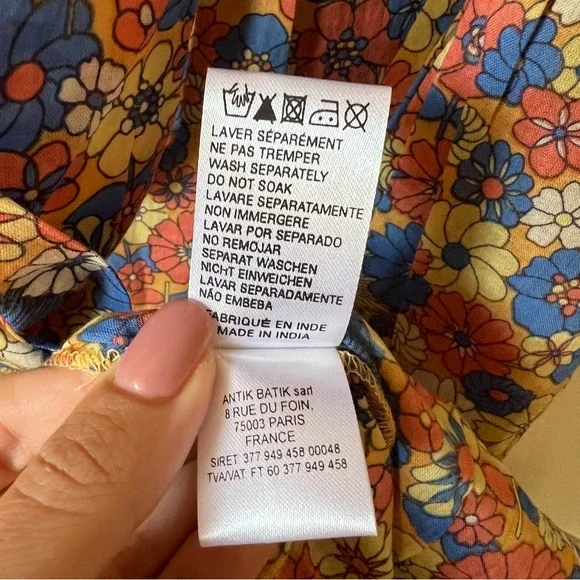 LAVER SÉPARÉMENT
NE PAS TREMPER
WASH SEPARATELY
DO NOT SOAK
LAVARE SEPARATAMENTE
NON IMMERGERE
LAVAR POR SEPARADO
NO REMOJAR
SEPARAT WASCHEN
NICHT EINWEICHEN
LAVAR SEPARADAMENTE
NÃO EMBEBA
FABRIQUÉ EN INDE
MADE IN INDIA
ANTIK BATIK sarl
8 RUE DU FOIN,
75003 PARIS
FRANCE
SIRET 377 949 458 00048
TVA/VAT FT 60 377 949 458